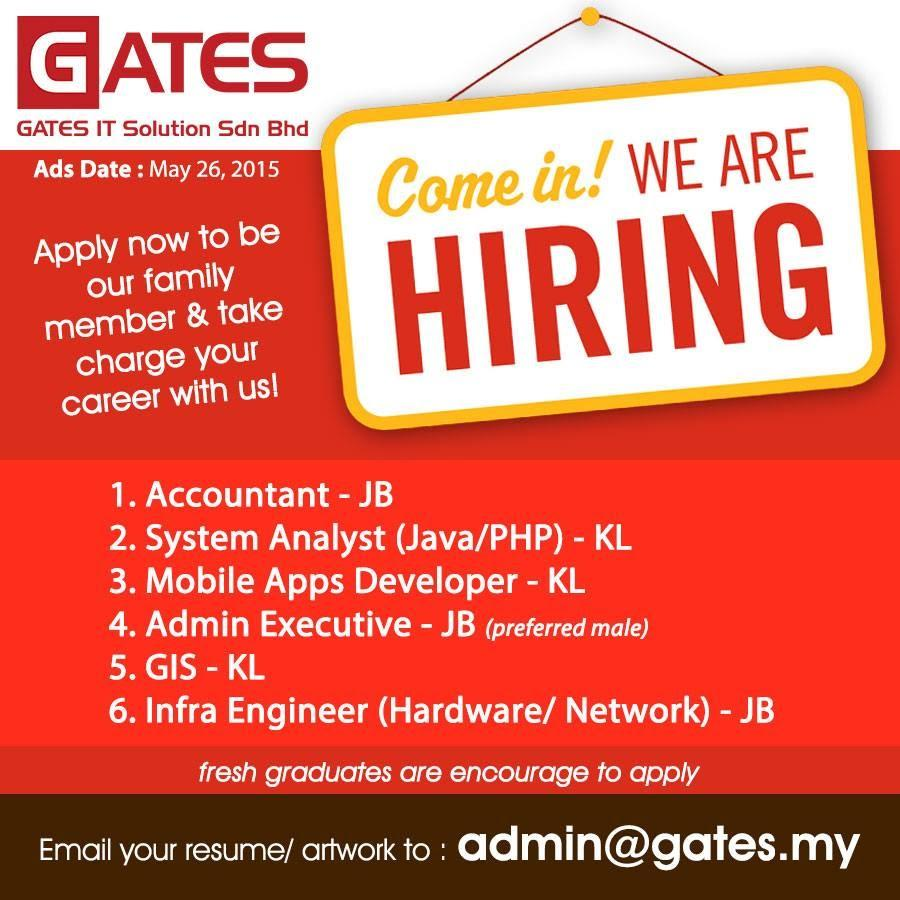 GATES
GATES IT Solution Sdn Bhd
Ads Date : May 26, 2015
Come in! WE ARE
HIRING
Apply now to be
our family
member & take
charge your
career with us!
1. Accountant - JB
2. System Analyst (Java/PHP) - KL
3. Mobile Apps Developer - KL
4. Admin Executive - JB (preferred male)
5. GIS - KL
6. Infra Engineer (Hardware/ Network) - JB
fresh graduates are encourage to apply
Email your resume/ artwork to : admin@gates.my